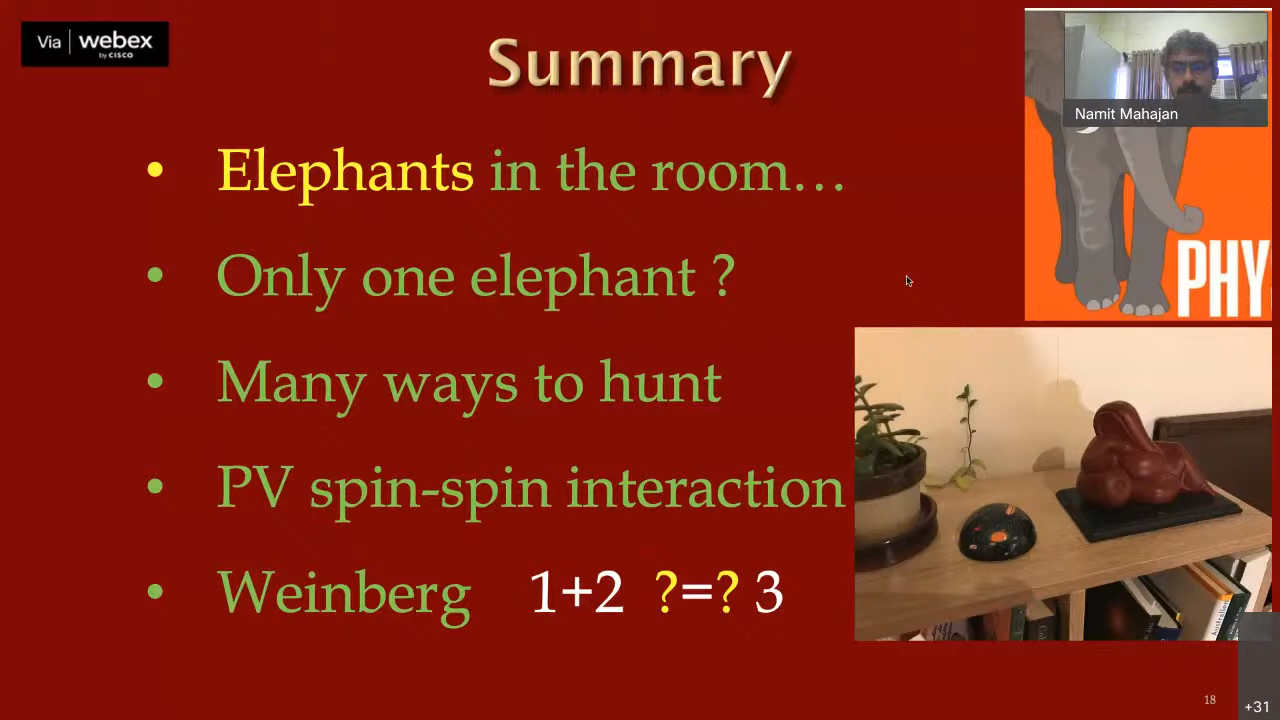 Via webex
by CISCO
Summary
Namit Mahajan
• Elephants in the room…
• Only one elephant ?
PHY
• Many ways to hunt
• PV spin-spin interaction
• Weinberg 1+2 ?=? 3
18
+31